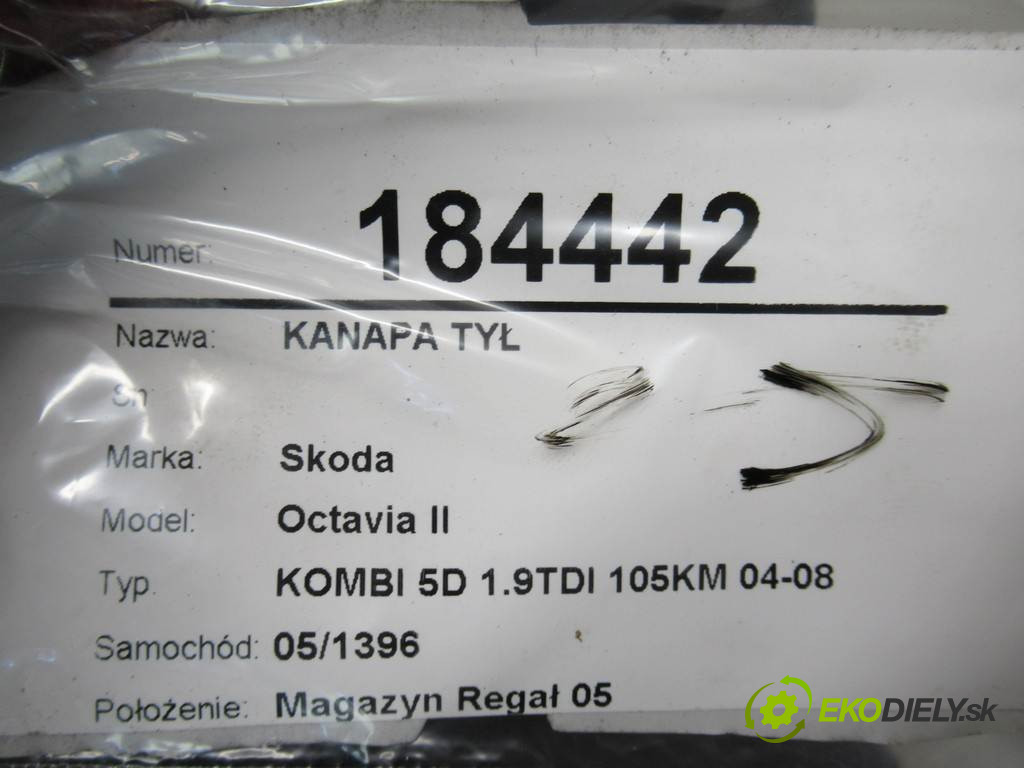 Numer: 184442
Nazwa: KANAPA TYŁ
Sn
Marka: Skoda
Model: Octavia II
Typ. KOMBI 5D 1.9TDI 105KM 04-08
Samochód: 05/1396
Położenie: Magazyn Regał 05
EKODIELY.sk